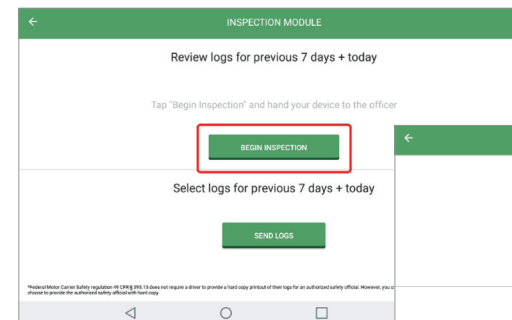 INSPECTION MODULE
Review logs for previous 7 days + today
Tap "Begin Inspection" and hand your device to the officer
BEGIN INSPECTION
Select logs for previous 7 days + today
SEND LOGS
*Federal Motor Carrier Safety regulation 49 CFR § 395.15 does not require a driver to provide a hard copy printout of their logs for an authorized safety official. However, you
choose to provide the authorized safety official with hard copy.